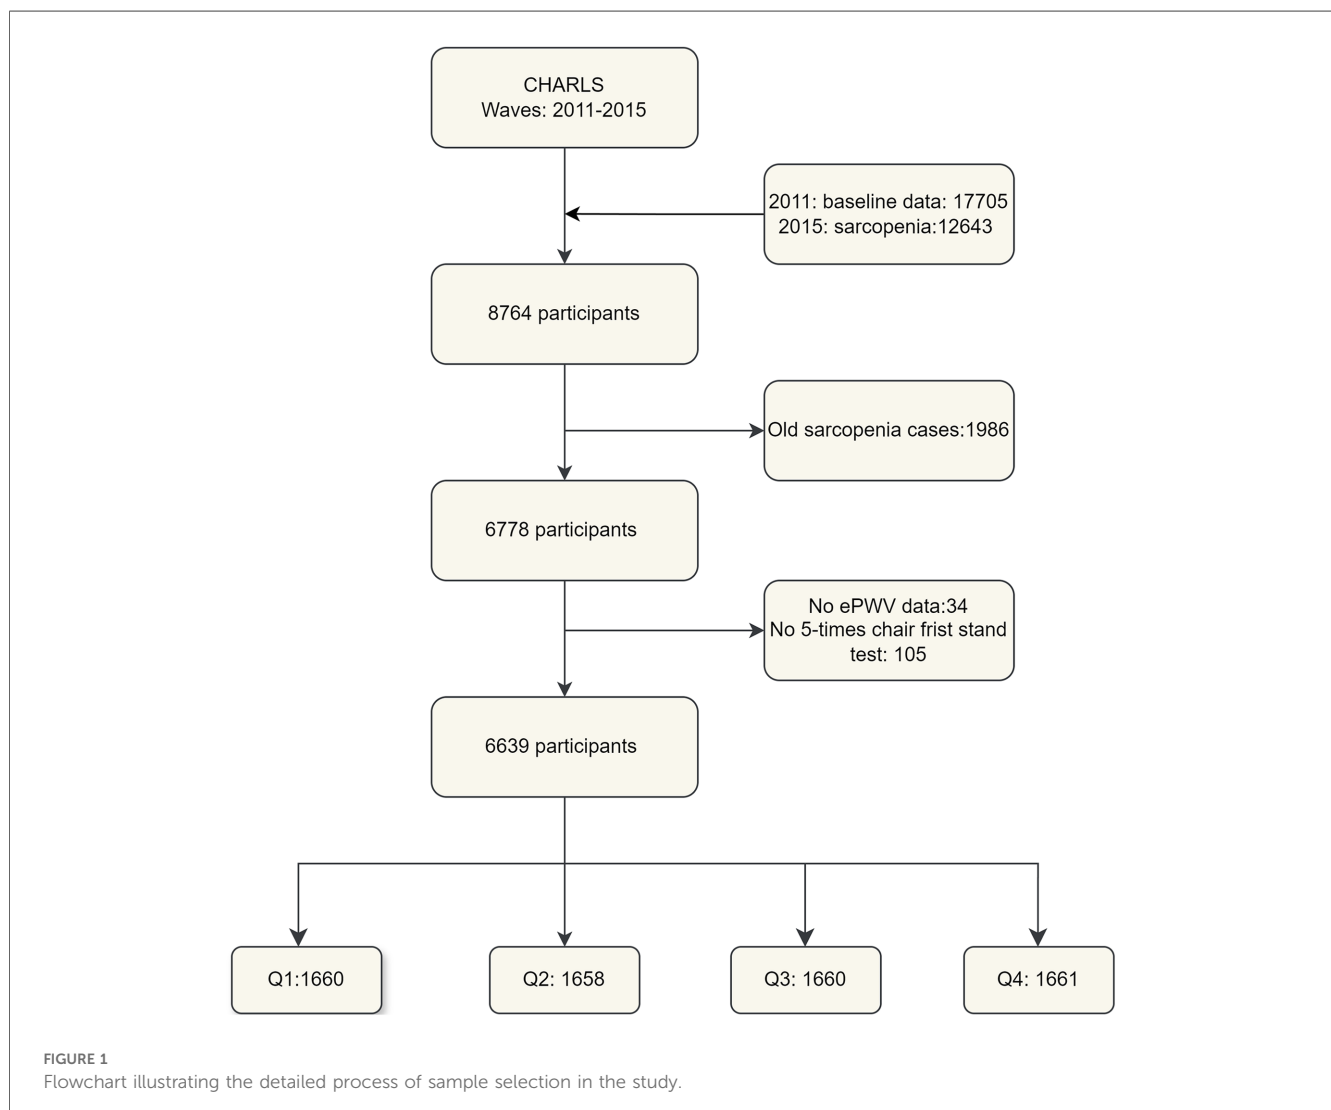 CHARLS
Waves: 2011-2015
2011: baseline data: 17705
2015: sarcopenia:12643
8764 participants
Old sarcopenia cases:1986
6778 participants
No ePWV data:34
No 5-times chair frist stand
test: 105
6639 participants
Q1:1660
Q2: 1658
Q3: 1660
Q4: 1661
FIGURE 1
Flowchart illustrating the detailed process of sample selection in the study.